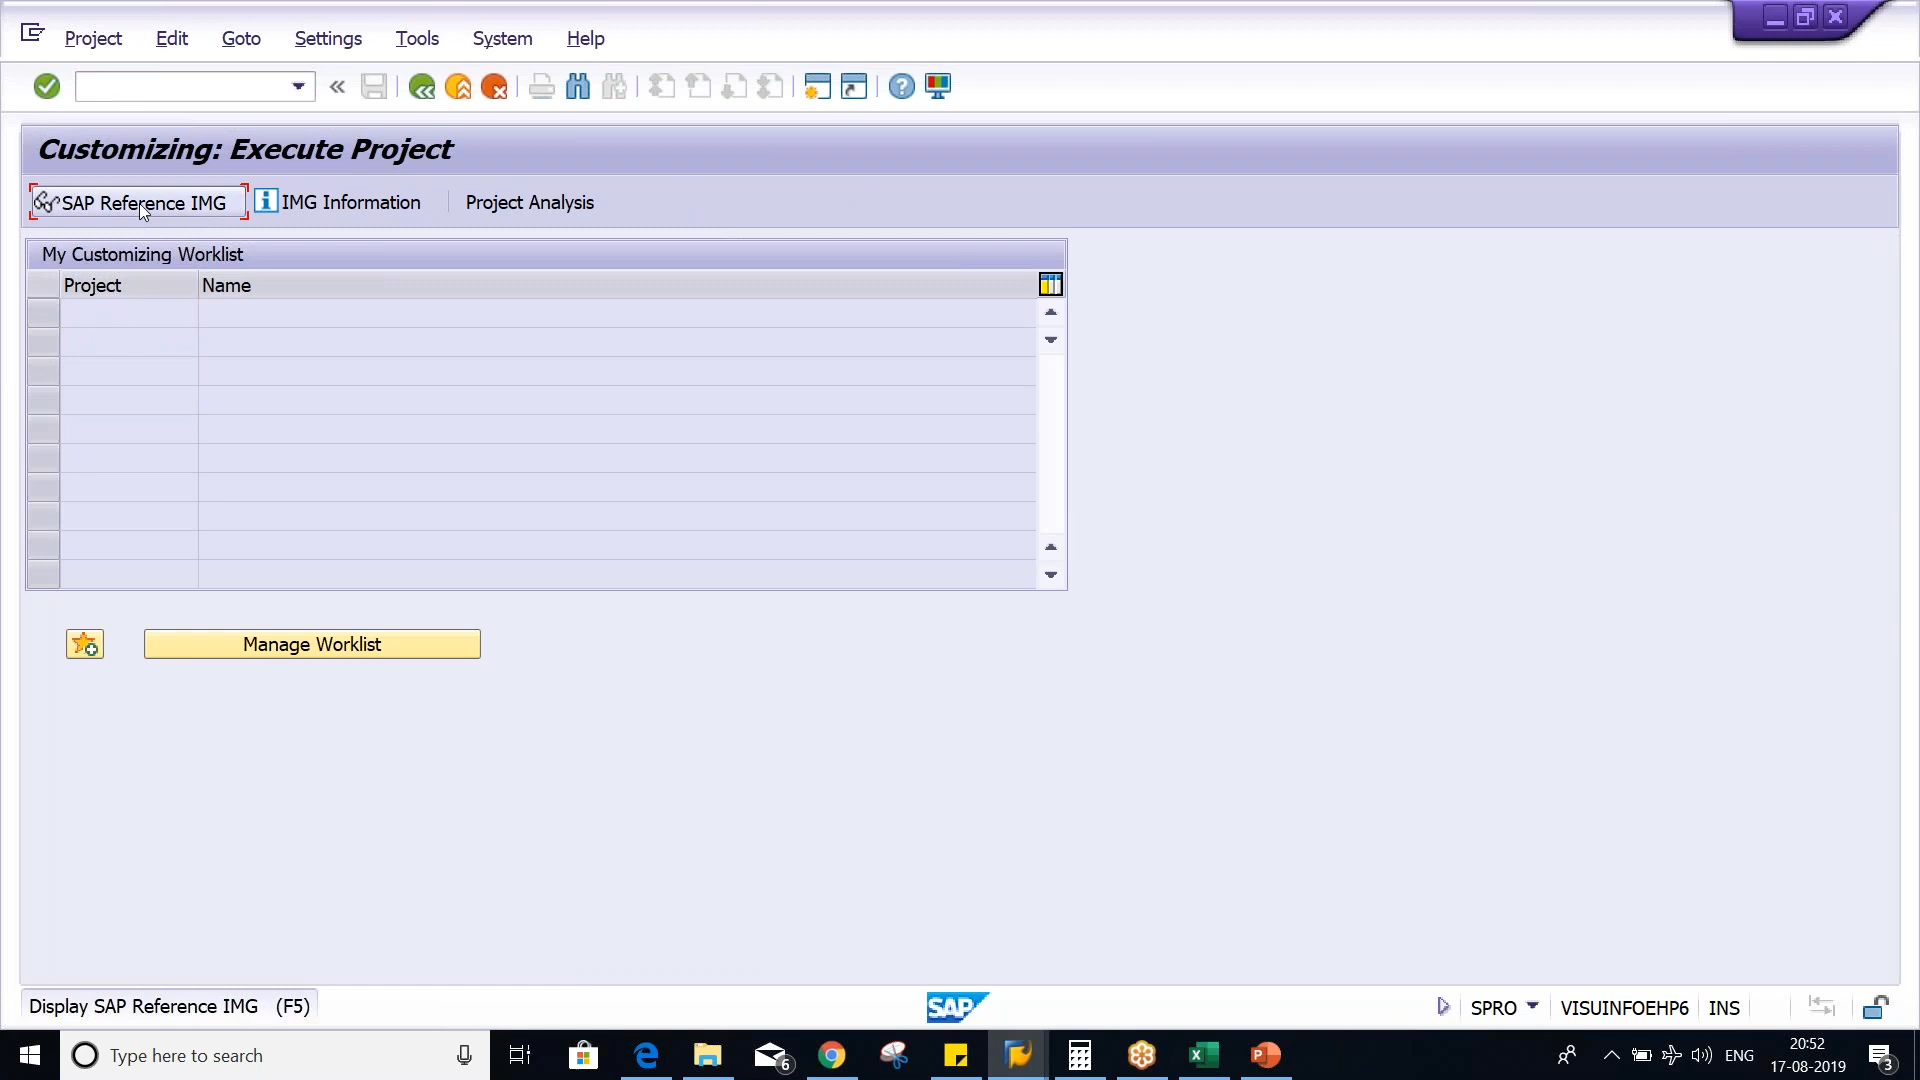 Project Edit Goto Settings Tools System Help
Customizing: Execute Project
SAP Reference IMG IMG Information Project Analysis
My Customizing Worklist
Project Name
Manage Worklist
Display SAP Reference IMG (F5) SAP SPRO VISUINFOEHP6 INS
Type here to search 6 ENG 20:52
17-08-2019 3